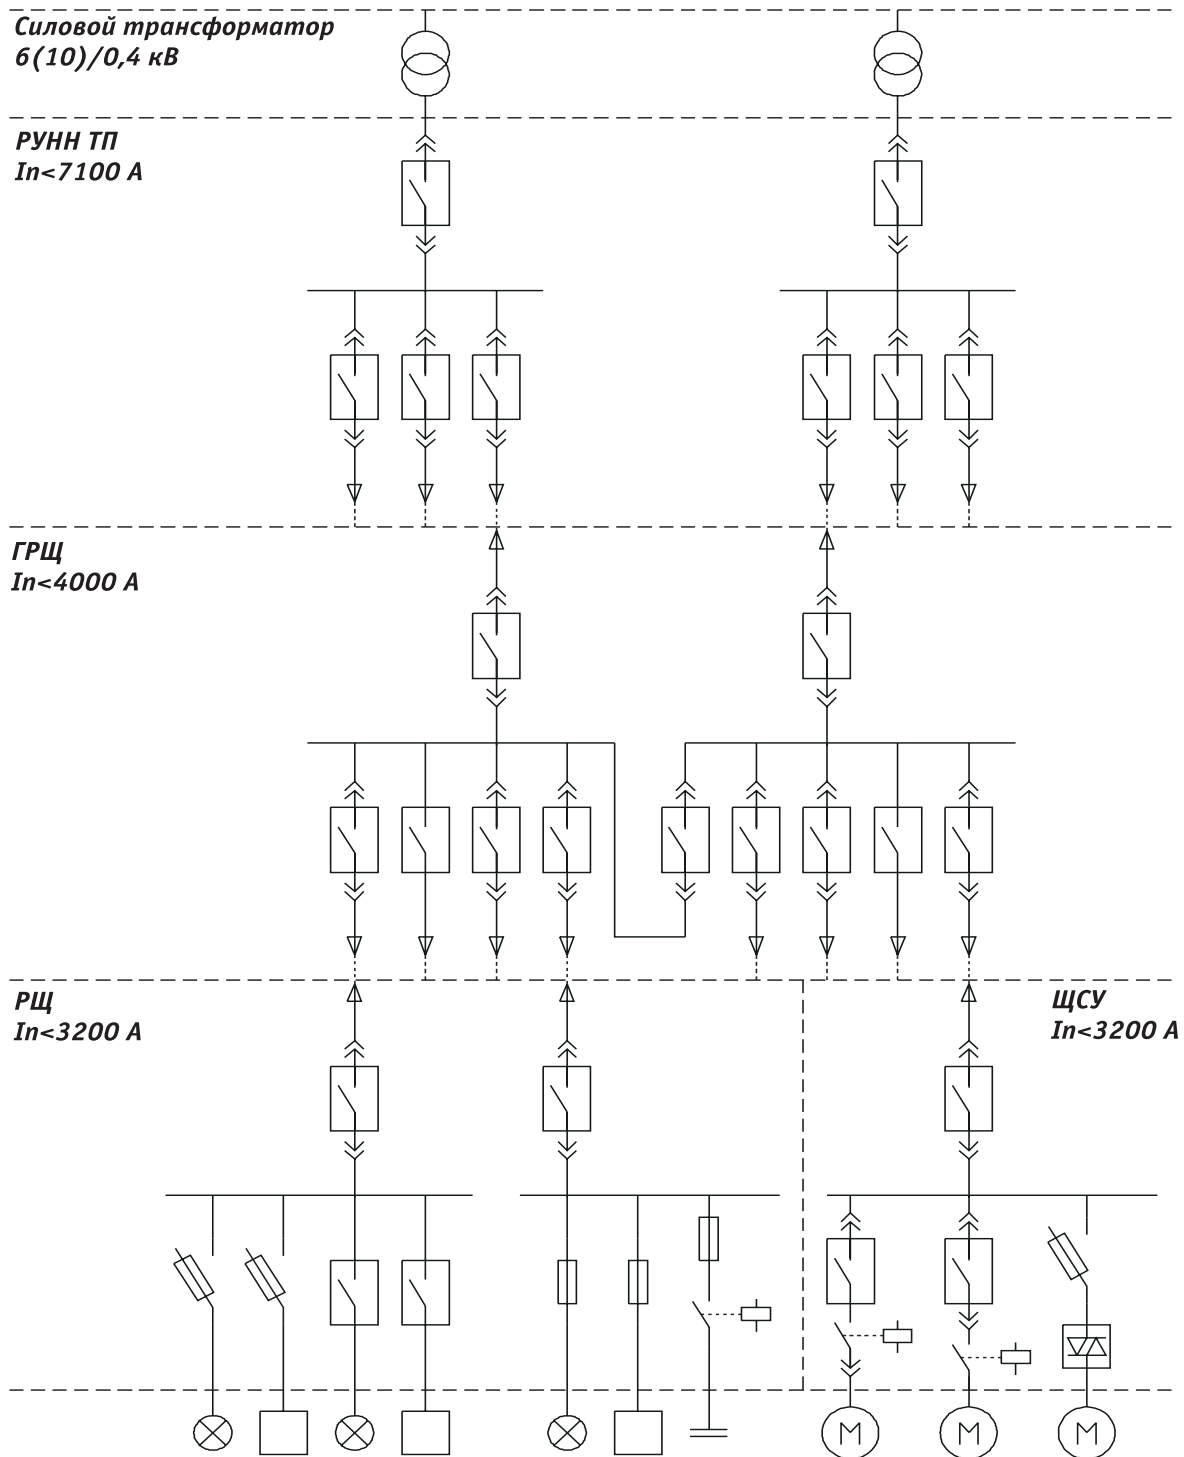 Силовой трансформатор
6(10)/0,4 кВ
РУНН ТП
In<7100 А
ГРЩ
In<4000 А
РЩ
In<3200 А
ЩСУ
In<3200 А
М М М